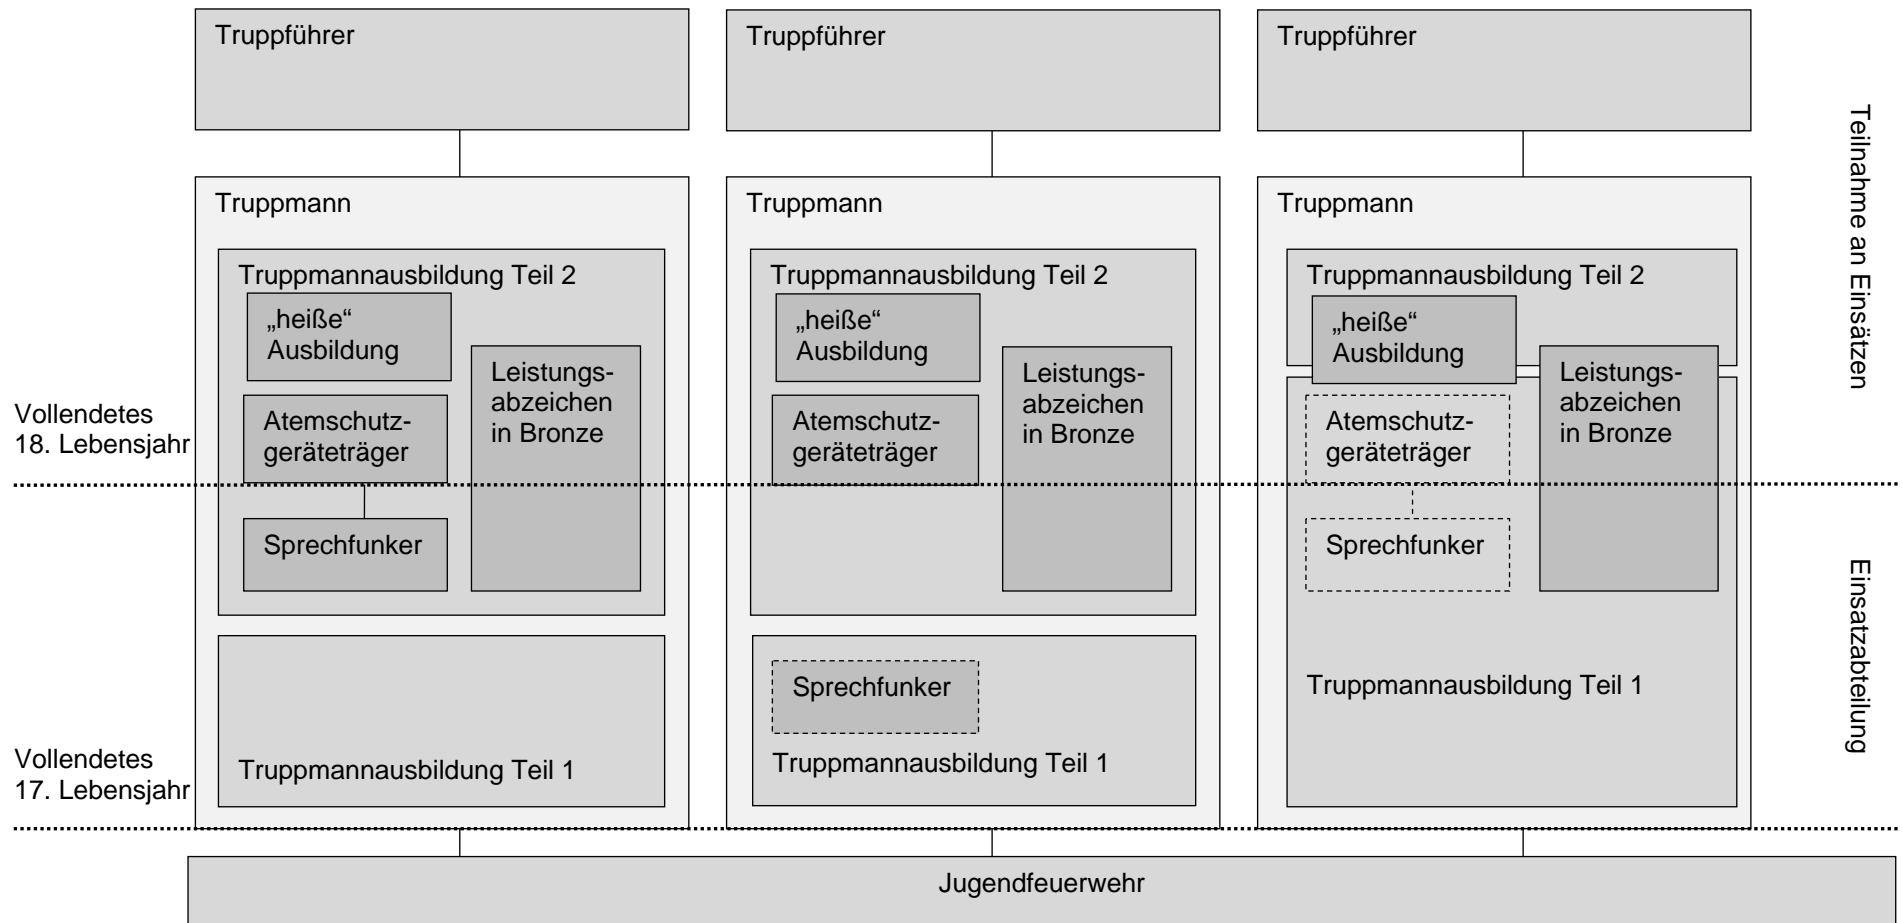 Truppführer
Truppführer
Truppführer
Truppmann
Truppmannausbildung Teil 2
„heiße“
Ausbildung
Leistungs-
abzeichen
in Bronze
Atemschutz-
geräteträger
Sprechfunker
Truppmannausbildung Teil 1
Truppmann
Truppmannausbildung Teil 2
„heiße“
Ausbildung
Leistungs-
abzeichen
in Bronze
Atemschutz-
geräteträger
Sprechfunker
Truppmannausbildung Teil 1
Truppmann
Truppmannausbildung Teil 2
„heiße“
Ausbildung
Leistungs-
abzeichen
in Bronze
Atemschutz-
geräteträger
Sprechfunker
Truppmannausbildung Teil 1
Vollendetes
18. Lebensjahr
Vollendetes
17. Lebensjahr
Teilnahme an Einsätzen
Einsatzabteilung
Jugendfeuerwehr